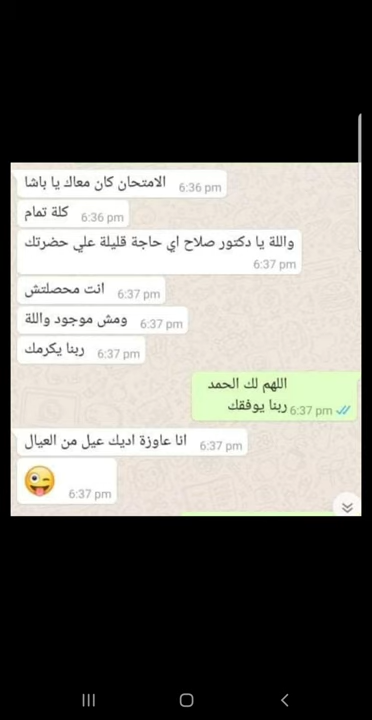 الامتحان كان معاك يا باشا 6:36 pm
كلة تمام 6:36 pm
واللة يا دكتور صلاح اي حاجة قليلة علي حضرتك
6:37 pm
انت محصلتش 6:37 pm
ومش موجود واللة 6:37 pm
ربنا يكرمك 6:37 pm
اللهم لك الحمد
ربنا يوفقك 6:37 pm
انا عاوزة اديك عيل من العيال 6:37 pm
6:37 pm